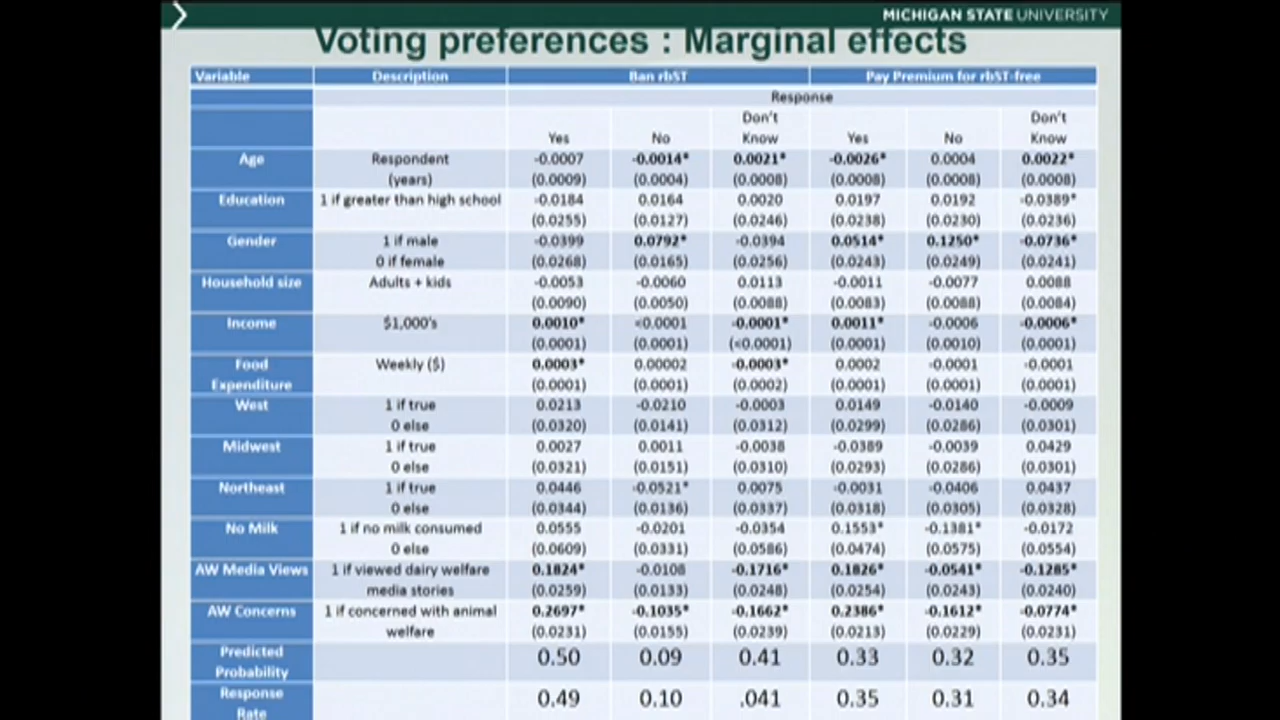 MICHIGAN STATE UNIVERSITY
Voting preferences : Marginal effects
Variable Description Ban rbST Pay Premium for rbST-free
Response
Don't Don't
Yes No Know Yes No Know
Age Respondent -0.0007 -0.0014* 0.0021* -0.0026* 0.0004 0.0022*
(years) (0.0009) (0.0004) (0.0008) (0.0008) (0.0008) (0.0008)
Education 1 if greater than high school -0.0184 0.0164 0.0020 0.0197 0.0192 -0.0389*
(0.0255) (0.0127) (0.0246) (0.0238) (0.0230) (0.0236)
Gender 1 if male -0.0399 0.0792* -0.0394 0.0514* 0.1250* -0.0736*
0 if female (0.0268) (0.0165) (0.0256) (0.0243) (0.0249) (0.0241)
Household size Adults + kids -0.0053 -0.0060 0.0113 -0.0011 -0.0077 0.0088
(0.0090) (0.0050) (0.0088) (0.0083) (0.0088) (0.0084)
Income $1,000's 0.0010* <0.0001 -0.0001* 0.0011* -0.0006 -0.0006*
(0.0001) (0.0001) (<0.0001) (0.0001) (0.0010) (0.0001)
Food Weekly ($) 0.0003* 0.00002 -0.0003* 0.0002 -0.0001 -0.0001
Expenditure (0.0001) (0.0001) (0.0002) (0.0001) (0.0001) (0.0001)
West 1 if true 0.0213 -0.0210 -0.0003 0.0149 -0.0140 -0.0009
0 else (0.0320) (0.0141) (0.0312) (0.0299) (0.0286) (0.0301)
Midwest 1 if true 0.0027 0.0011 -0.0038 -0.0389 -0.0039 0.0429
0 else (0.0321) (0.0151) (0.0310) (0.0293) (0.0286) (0.0301)
Northeast 1 if true 0.0446 -0.0521* 0.0075 -0.0031 -0.0406 0.0437
0 else (0.0344) (0.0136) (0.0337) (0.0318) (0.0305) (0.0328)
No Milk 1 if no milk consumed 0.0555 -0.0201 -0.0354 0.1553* -0.1381* -0.0172
0 else (0.0609) (0.0331) (0.0586) (0.0474) (0.0575) (0.0554)
AW Media Views 1 if viewed dairy welfare 0.1824* -0.0108 -0.1716* 0.1826* -0.0541* -0.1285*
media stories (0.0259) (0.0133) (0.0248) (0.0254) (0.0243) (0.0240)
AW Concerns 1 if concerned with animal 0.2697* -0.1035* -0.1662* 0.2386* -0.1612* -0.0774*
welfare (0.0231) (0.0155) (0.0239) (0.0213) (0.0229) (0.0231)
Predicted 0.50 0.09 0.41 0.33 0.32 0.35
Probability
Response 0.49 0.10 .041 0.35 0.31 0.34
Rate